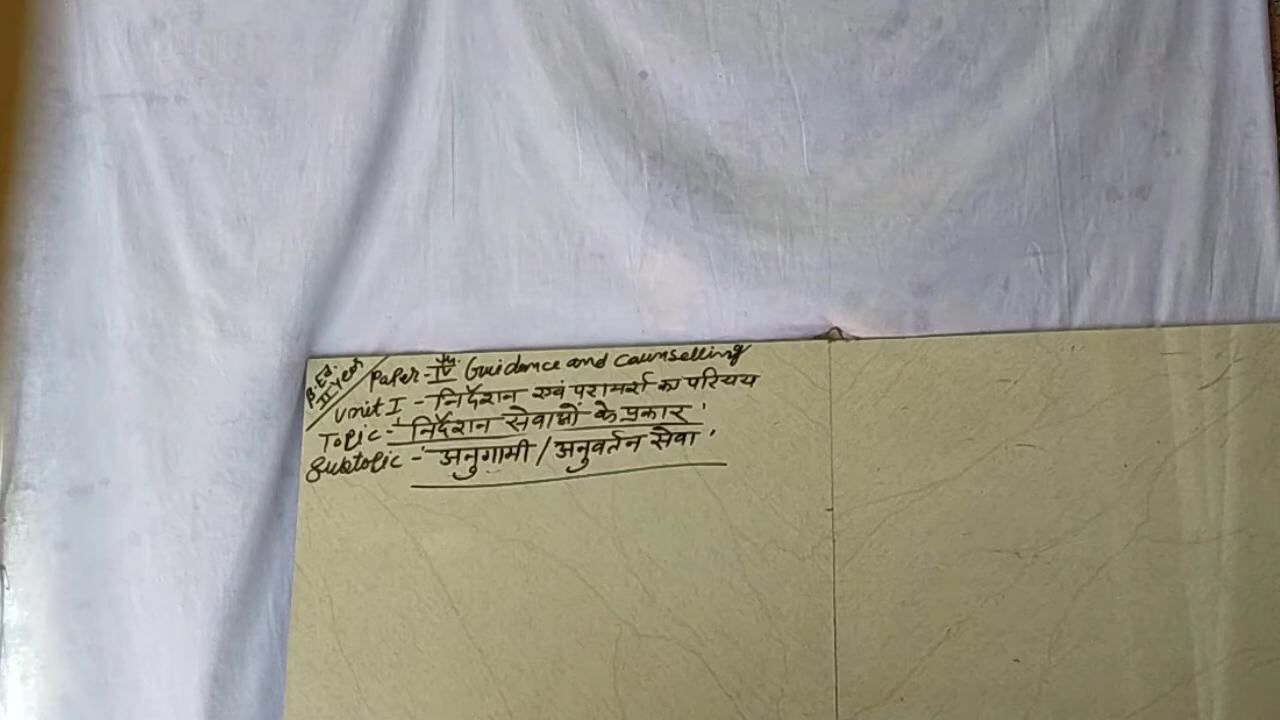 B.Ed. II Year
Paper-IV th. Guidance and Counselling
Unit I - निर्देशन एवं परामर्श का परिचय
Topic - 'निर्देशन सेवाओं के प्रकार'
Subtopic - 'अनुगामी/अनुवर्तन सेवा'